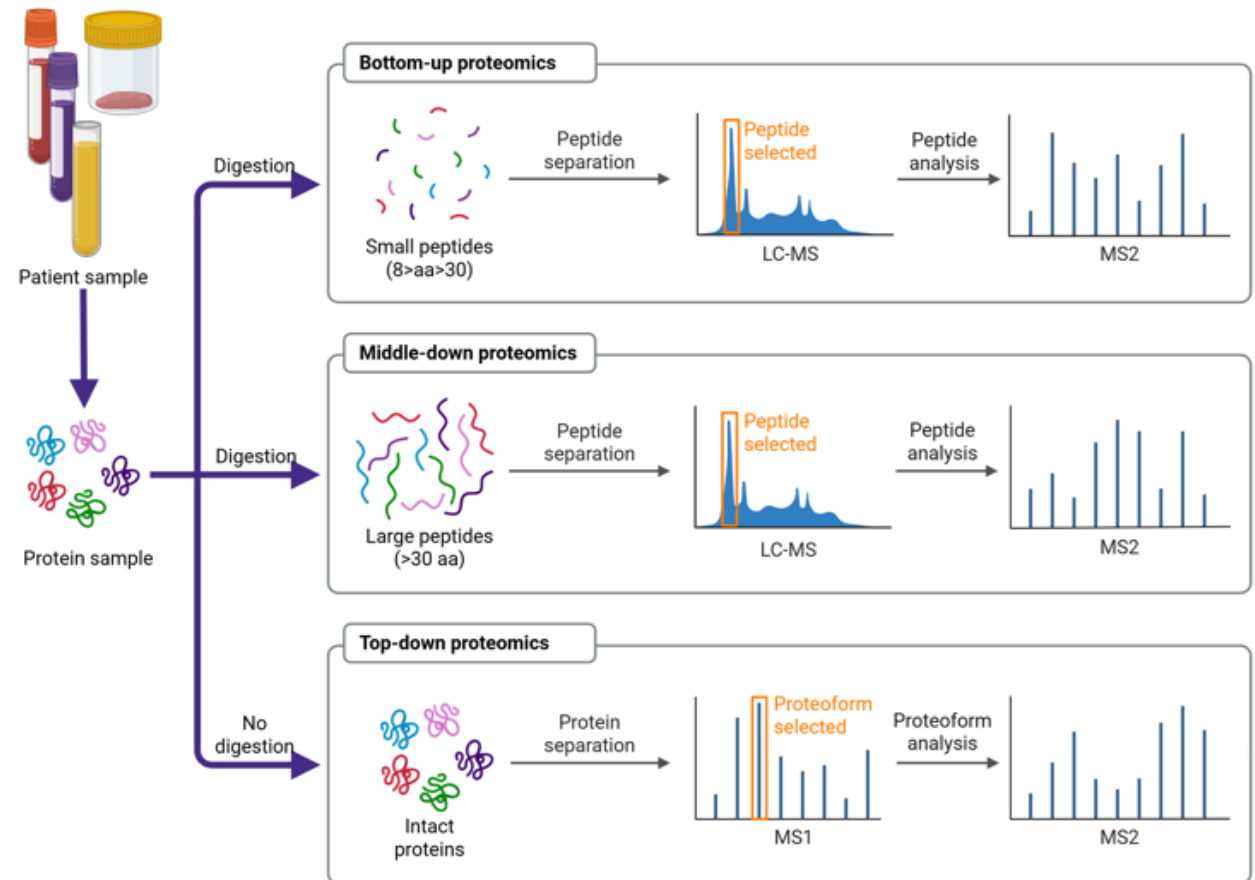 Patient sample
Protein sample
Digestion
Digestion
No
digestion
Bottom-up proteomics
Small peptides
(8>aa>30)
Peptide
separation
Peptide
selected
LC-MS
Peptide
analysis
MS2
Middle-down proteomics
Large peptides
(>30 aa)
Peptide
separation
Peptide
selected
LC-MS
Peptide
analysis
MS2
Top-down proteomics
Intact
proteins
Protein
separation
Proteoform
selected
MS1
Proteoform
analysis
MS2